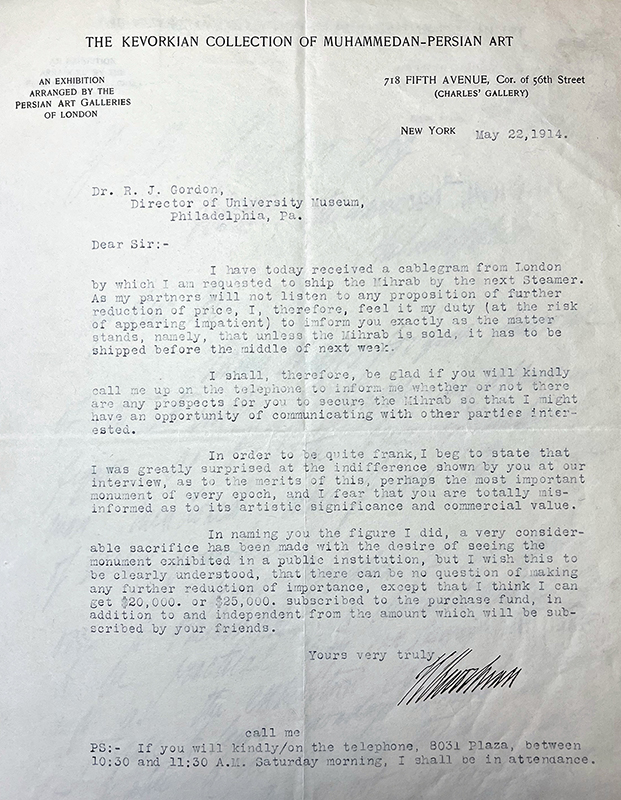 THE KEVORKIAN COLLECTION OF MUHAMMEDAN-PERSIAN ART
AN EXHIBITION
ARRANGED BY THE
PERSIAN ART GALLERIES
OF LONDON
718 FIFTH AVENUE, Cor. of 56th Street
(CHARLES' GALLERY)
NEW YORK May 22,1914.
Dr. R. J. Gordon,
Director of University Museum,
Philadelphia, Pa.
Dear Sir:-
I have today received a cablegram from London
by which I am requested to ship the Mihrab by the next Steamer.
As my partners will not listen to any proposition of further
reduction of price, I, therefore, feel it my duty (at the risk
of appearing impatient) to imform you exactly as the matter
stands, namely, that unless the Mihrab is sold, it has to be
shipped before the middle of next week.
I shall, therefore, be glad if you will kindly
call me up on the telephone to inform me whether or not there
are any prospects for you to secure the Mihrab so that I might
have an opportunity of communicating with other parties inter-
ested.
In order to be quite frank,I beg to state that
I was greatly surprised at the indifference shown by you at our
interview, as to the merits of this, perhaps the most important
monument of every epoch, and I fear that you are totally mis-
informed as to its artistic significance and commercial value.
In naming you the figure I did, a very consider-
able sacrifice has been made with the desire of seeing the
monument exhibited in a public institution, but I wish this to
be clearly understood, that there can be no question of making
any further reduction of importance, except that I think I can
get $20,000. or $25,000. subscribed to the purchase fund, in
addition to and independent from the amount which will be sub-
scribed by your friends.
Yours very truly
call me
PS:- If you will kindly/on the telephone, 8031 Plaza, between
10:30 and 11:30 A.M. Saturday morning, I shall be in attendance.